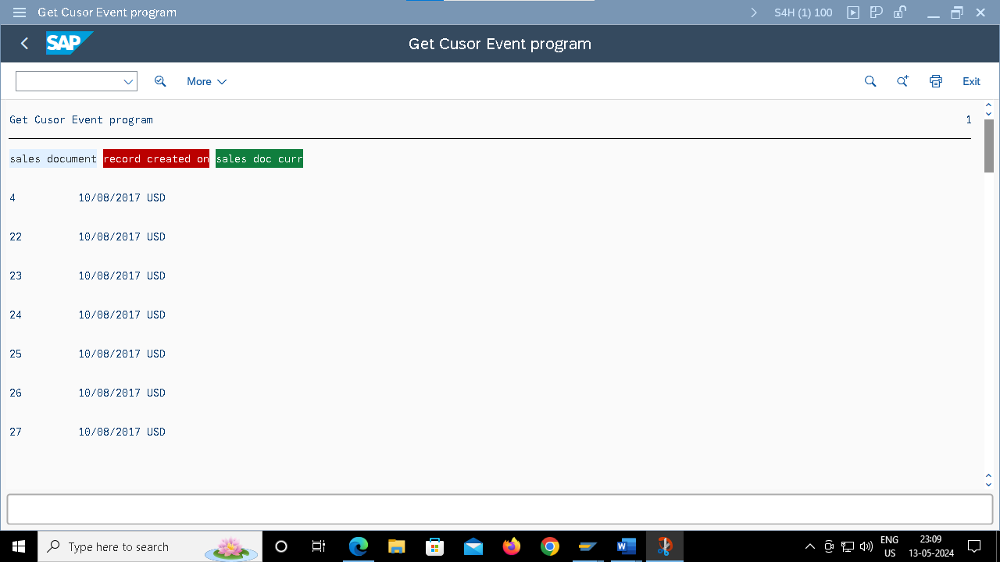 Get Cusor Event program
S4H (1) 100
SAP
Get Cusor Event program
More
Exit
Get Cusor Event program 1
sales document record created on sales doc curr
4 10/08/2017 USD
22 10/08/2017 USD
23 10/08/2017 USD
24 10/08/2017 USD
25 10/08/2017 USD
26 10/08/2017 USD
27 10/08/2017 USD
Type here to search
ENG
US
23:09
13-05-2024